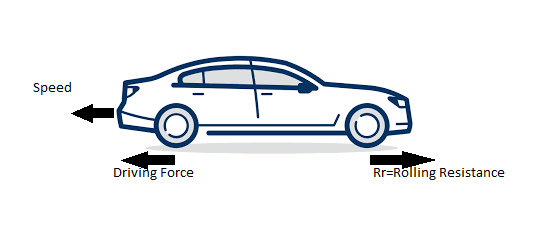 Speed
Driving Force
Rr=Rolling Resistance